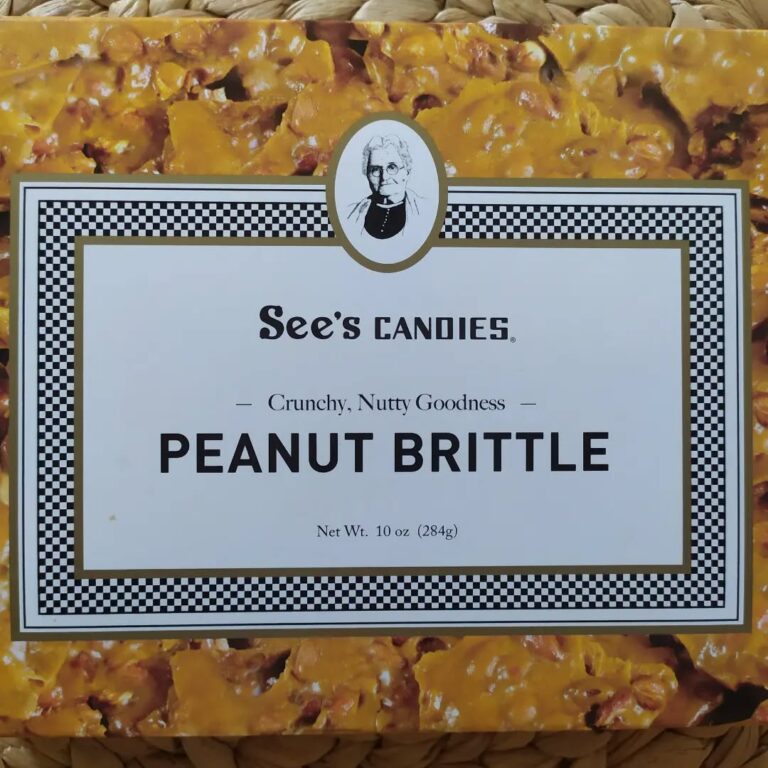 See's CANDIES®
— Crunchy, Nutty Goodness —
PEANUT BRITTLE
Net Wt. 10 oz (284g)